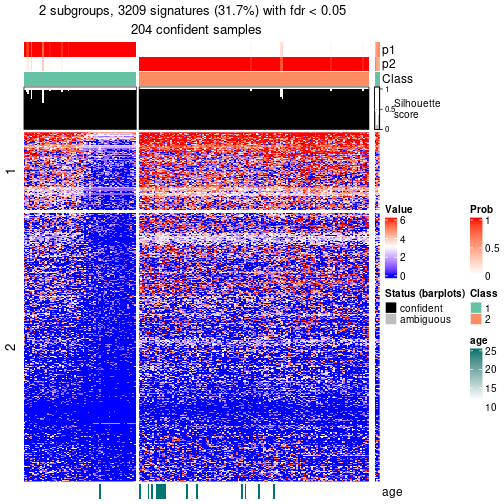 2 subgroups, 3209 signatures (31.7%) with fdr < 0.05
204 confident samples
p1
p2
Class
1
0.5
0
Silhouette
score
1
2
Value
6
4
2
0
Prob
1
0.5
0
Status (barplots)
confident
ambiguous
Class
1
2
age
25
20
15
10
age